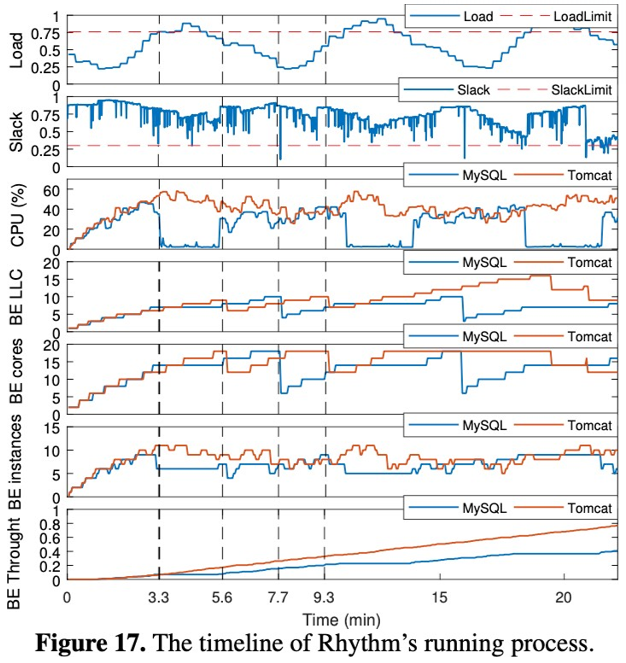 1
0.75
0.5
0.25
0
Load
Load LoadLimit
0.75
0.5
0.25
0
Slack
Slack SlackLimit
60
40
20
0
CPU (%)
MySQL Tomcat
20
15
10
5
0
BE LLC
MySQL Tomcat
20
15
10
5
0
BE cores
MySQL Tomcat
15
10
5
0
BE instances
MySQL Tomcat
1
0.8
0.6
0.4
0.2
0
BE Throught
MySQL Tomcat
0 3.3 5.6 7.7 9.3 15 20
Time (min)
Figure 17. The timeline of Rhythm's running process.